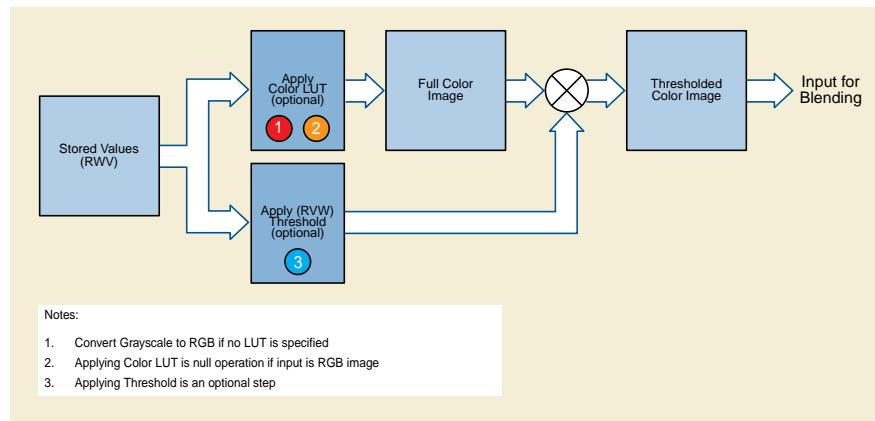 Stored Values
(RWV)
Apply
Color LUT
(optional)
1 2
Full Color
Image
Thresholded
Color Image
Input for
Blending
Apply (RVW)
Threshold
(optional)
3
Notes:
1. Convert Grayscale to RGB if no LUT is specified
2. Applying Color LUT is null operation if input is RGB image
3. Applying Threshold is an optional step